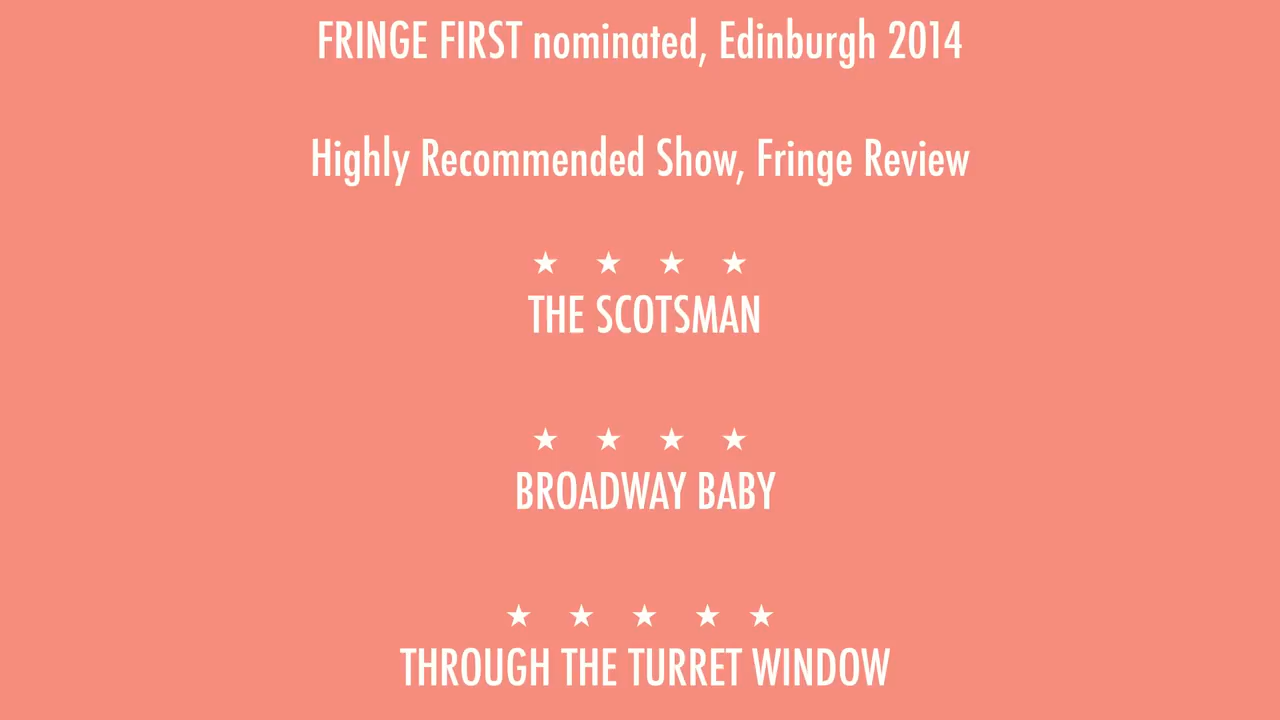 FRINGE FIRST nominated, Edinburgh 2014
Highly Recommended Show, Fringe Review
★ ★ ★ ★
THE SCOTSMAN
★ ★ ★ ★
BROADWAY BABY
★ ★ ★ ★ ★
THROUGH THE TURRET WINDOW